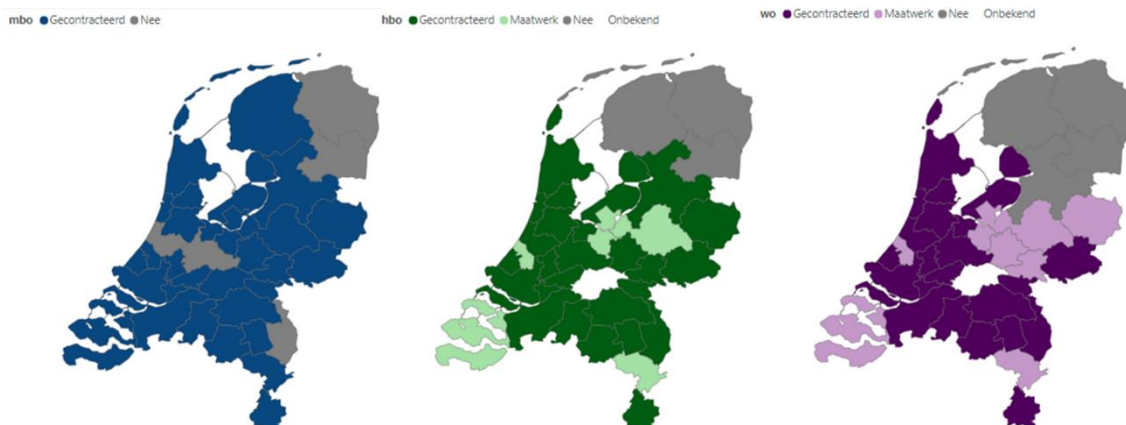 mbo Gecontracteerd Nee
hbo Gecontracteerd Maatwerk Nee Onbekend
wo Gecontracteerd Maatwerk Nee Onbekend